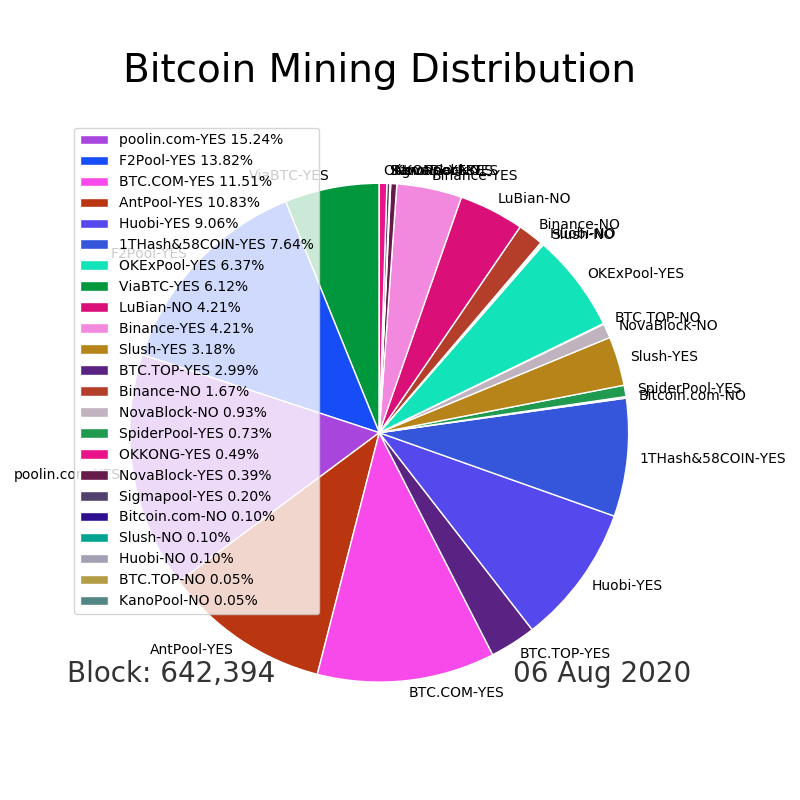 Bitcoin Mining Distribution
poolin.com-YES 15.24%
F2Pool-YES 13.82%
BTC.COM-YES 11.51%
AntPool-YES 10.83%
Huobi-YES 9.06%
1THash&58COIN-YES 7.64%
OKExPool-YES 6.37%
ViaBTC-YES 6.12%
LuBian-NO 4.21%
Binance-YES 4.21%
Slush-YES 3.18%
BTC.TOP-YES 2.99%
Binance-NO 1.67%
NovaBlock-NO 0.93%
SpiderPool-YES 0.73%
OKKONG-YES 0.49%
NovaBlock-YES 0.39%
Sigmapool-YES 0.20%
Bitcoin.com-NO 0.10%
Slush-NO 0.10%
Huobi-NO 0.10%
BTC.TOP-NO 0.05%
KanoPool-NO 0.05%
ViaBTC-YES
F2Pool-YES
AntPool-YES
BTC.COM-YES
BTC.TOP-YES
Huobi-YES
1THash&58COIN-YES
Bitcoin.com-NO
SpiderPool-YES
Slush-YES
NovaBlock-NO
BTC.TOP-NO
OKExPool-YES
Slush-NO
Huobi-NO
Binance-NO
LuBian-NO
Binance-YES
Block: 642,394
06 Aug 2020